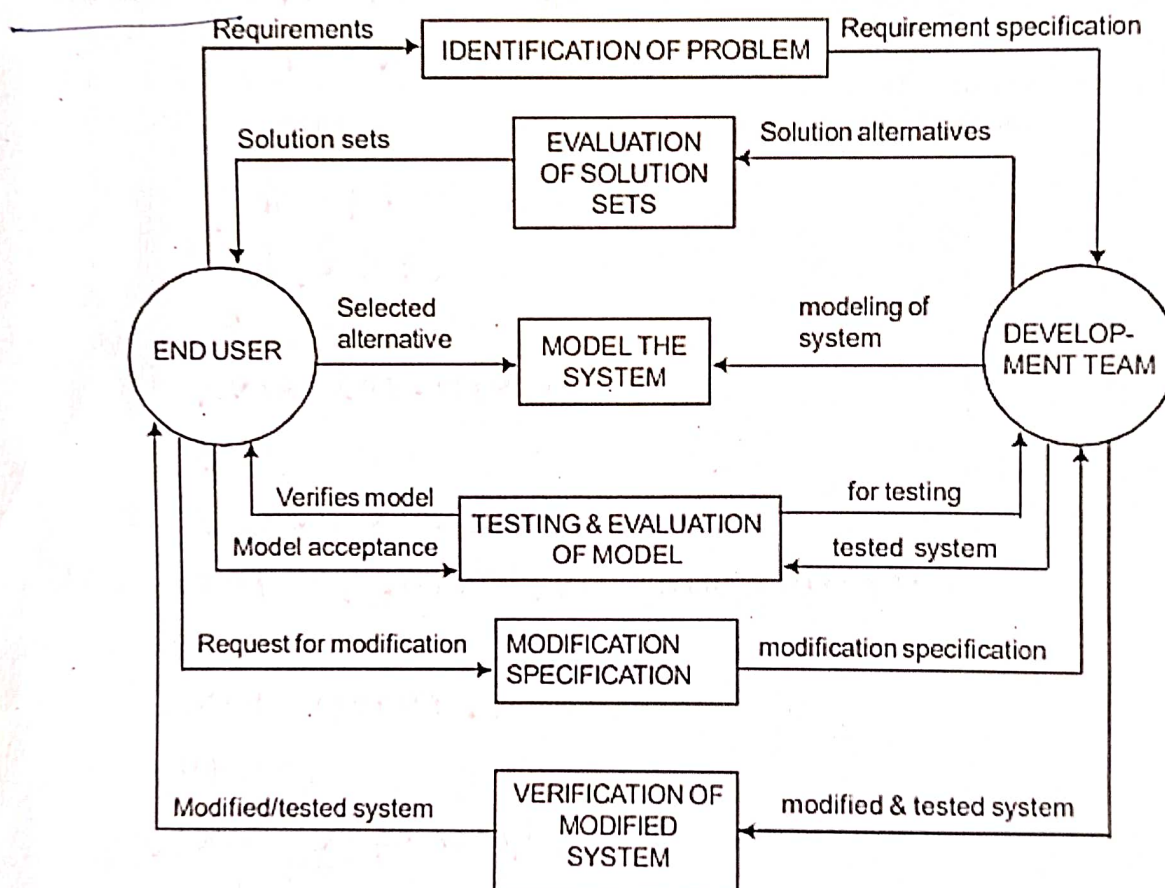 Requirements
IDENTIFICATION OF PROBLEM
Requirement specification
Solution sets
EVALUATION
OF SOLUTION
SETS
Solution alternatives
END USER
Selected
alternative
MODEL THE
SYSTEM
modeling of
system
DEVELOP-
MENT TEAM
Verifies model
Model acceptance
TESTING & EVALUATION
OF MODEL
for testing
tested system
Request for modification
MODIFICATION
SPECIFICATION
modification specification
Modified/tested system
VERIFICATION OF
MODIFIED
SYSTEM
modified & tested system